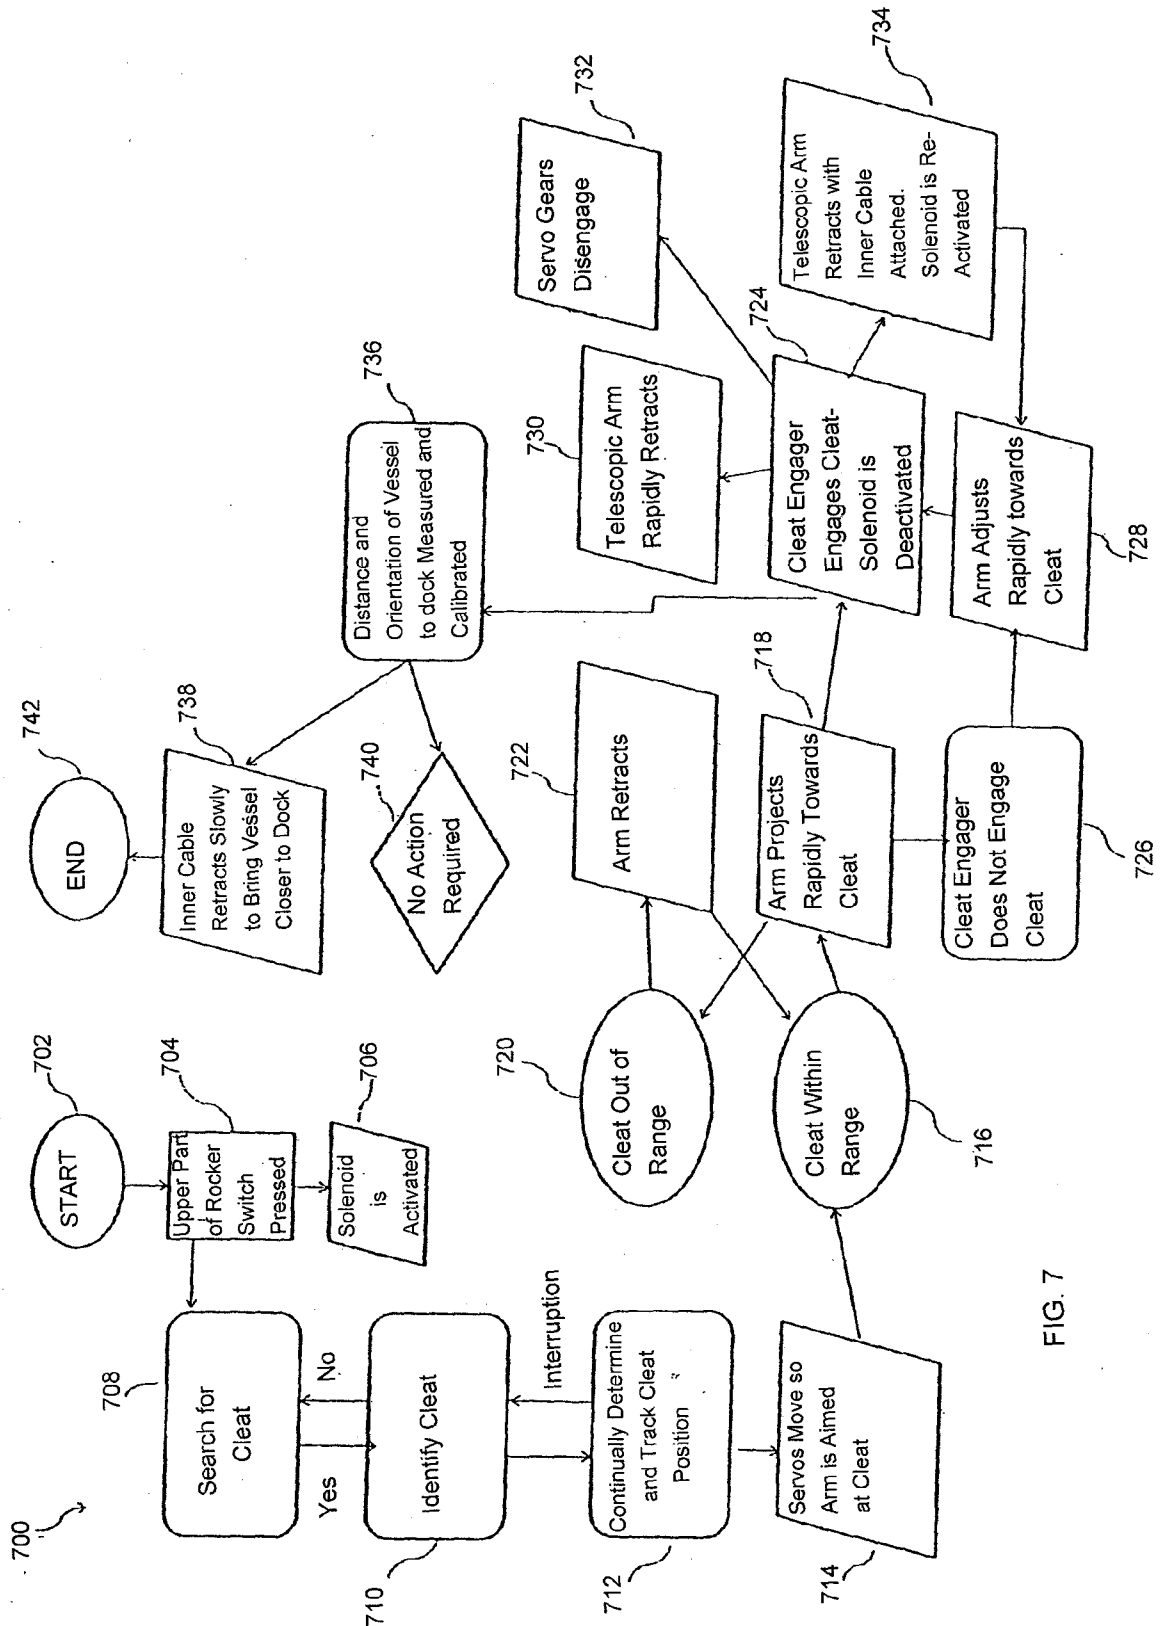 700
START
702
Upper Part
of Rocker
Switch
Pressed
704
Solenoid
is
Activated
706
Search for
Cleat
708
Yes
No
Identify Cleat
710
Interruption
Continually Determine
and Track Cleat
Position
712
Servos Move so
Arm is Aimed
at Cleat
714
Cleat Within
Range
716
Arm Projects
Rapidly Towards
Cleat
718
Cleat Out of
Range
720
Arm Retracts
722
Cleat Engager
Engages Cleat-
Solenoid is
Deactivated
724
Cleat Engager
Does Not Engage
Cleat
726
Arm Adjusts
Rapidly towards
Cleat
728
Telescopic Arm
Rapidly Retracts
730
Servo Gears
Disengage
732
Telescopic Arm
Retracts with
Inner Cable
Attached.
Solenoid is Re-
Activated
734
Distance and
Orientation of Vessel
to dock Measured and
Calibrated
736
Inner Cable
Retracts Slowly
to Bring Vessel
Closer to Dock
738
No Action
Required
740
END
742
FIG. 7